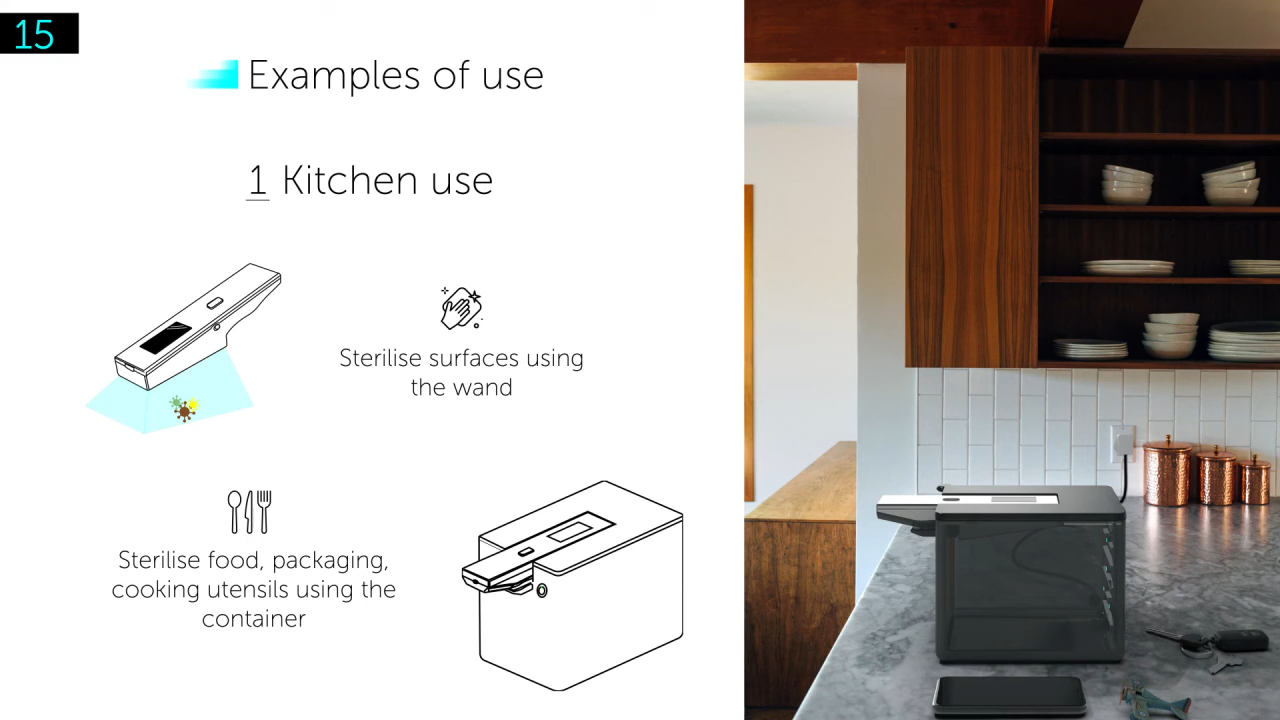 15
Examples of use
1 Kitchen use
Sterilise surfaces using
the wand
Sterilise food, packaging,
cooking utensils using the
container